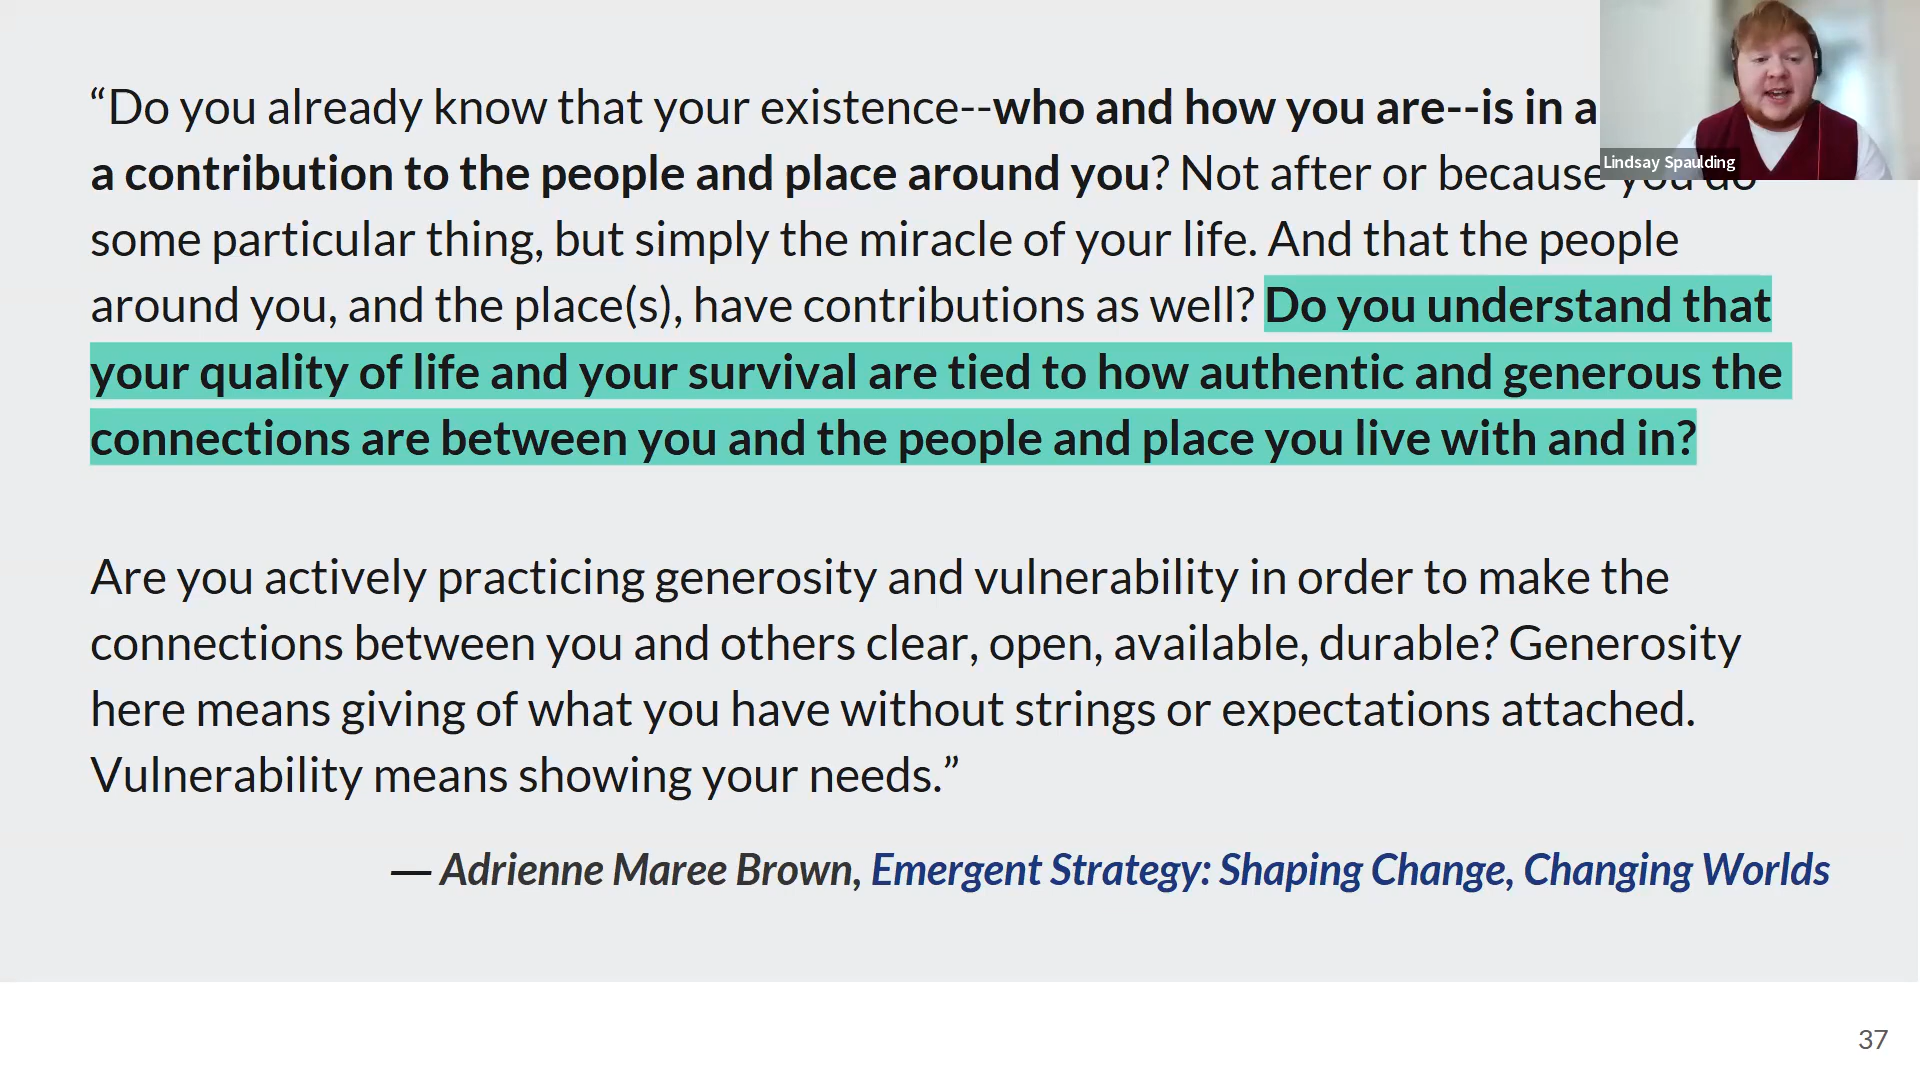 “Do you already know that your existence--who and how you are--is in a
a contribution to the people and place around you? Not after or because you do
some particular thing, but simply the miracle of your life. And that the people
around you, and the place(s), have contributions as well? Do you understand that
your quality of life and your survival are tied to how authentic and generous the
connections are between you and the people and place you live with and in?
Are you actively practicing generosity and vulnerability in order to make the
connections between you and others clear, open, available, durable? Generosity
here means giving of what you have without strings or expectations attached.
Vulnerability means showing your needs.”
— Adrienne Maree Brown, Emergent Strategy: Shaping Change, Changing Worlds
Lindsay Spaulding
37